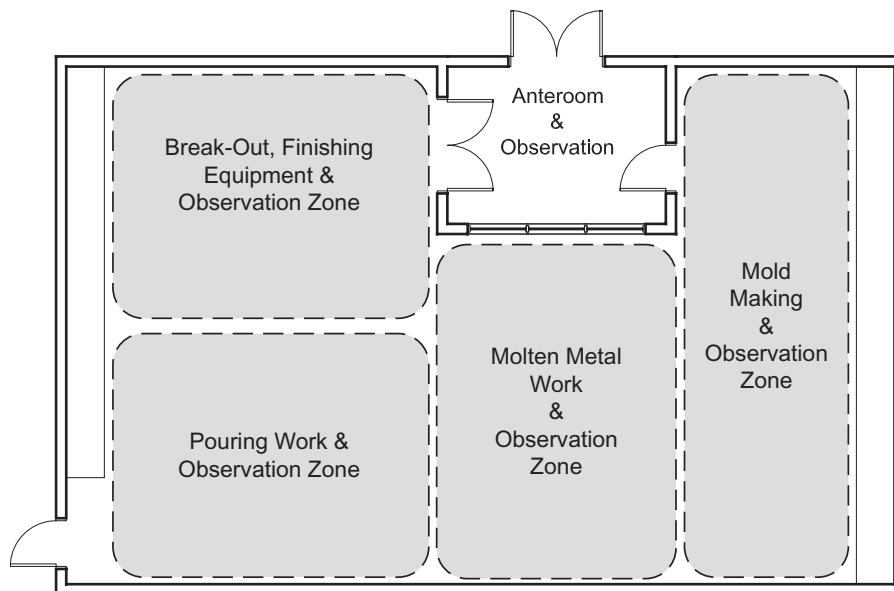 Anteroom
&
Observation
Break-Out, Finishing
Equipment &
Observation Zone
Mold
Making
&
Observation
Zone
Molten Metal
Work
&
Observation
Zone
Pouring Work &
Observation Zone